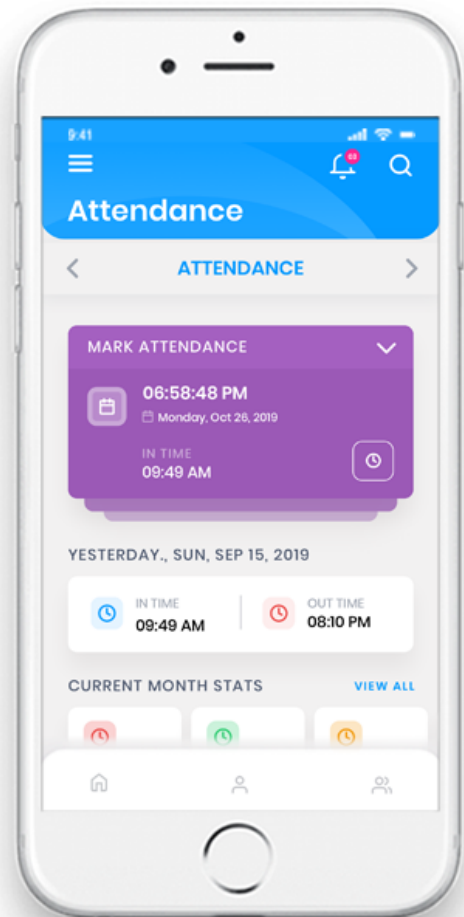 9:41
Attendance
ATTENDANCE
MARK ATTENDANCE
06:58:48 PM
Monday, Oct 26, 2019
IN TIME
09:49 AM
YESTERDAY., SUN, SEP 15, 2019
IN TIME
09:49 AM
OUT TIME
08:10 PM
CURRENT MONTH STATS
VIEW ALL